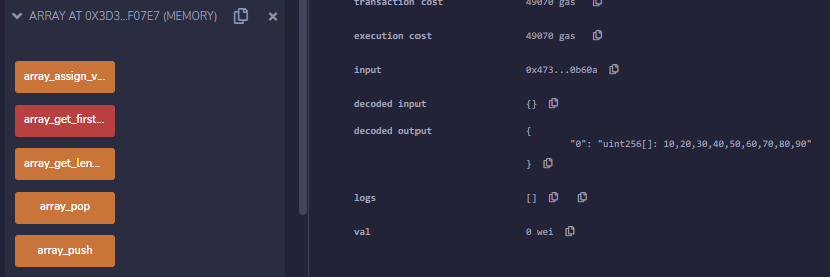 ARRAY AT 0X3D3...F07E7 (MEMORY)
array_assign_v...
array_get_first...
array_get_len...
array_pop
array_push
transaction cost 49070 gas
execution cost 49070 gas
input 0x473...0b60a
decoded input {}
decoded output {
"0": "uint256[]: 10,20,30,40,50,60,70,80,90"
}
logs []
val 0 wei